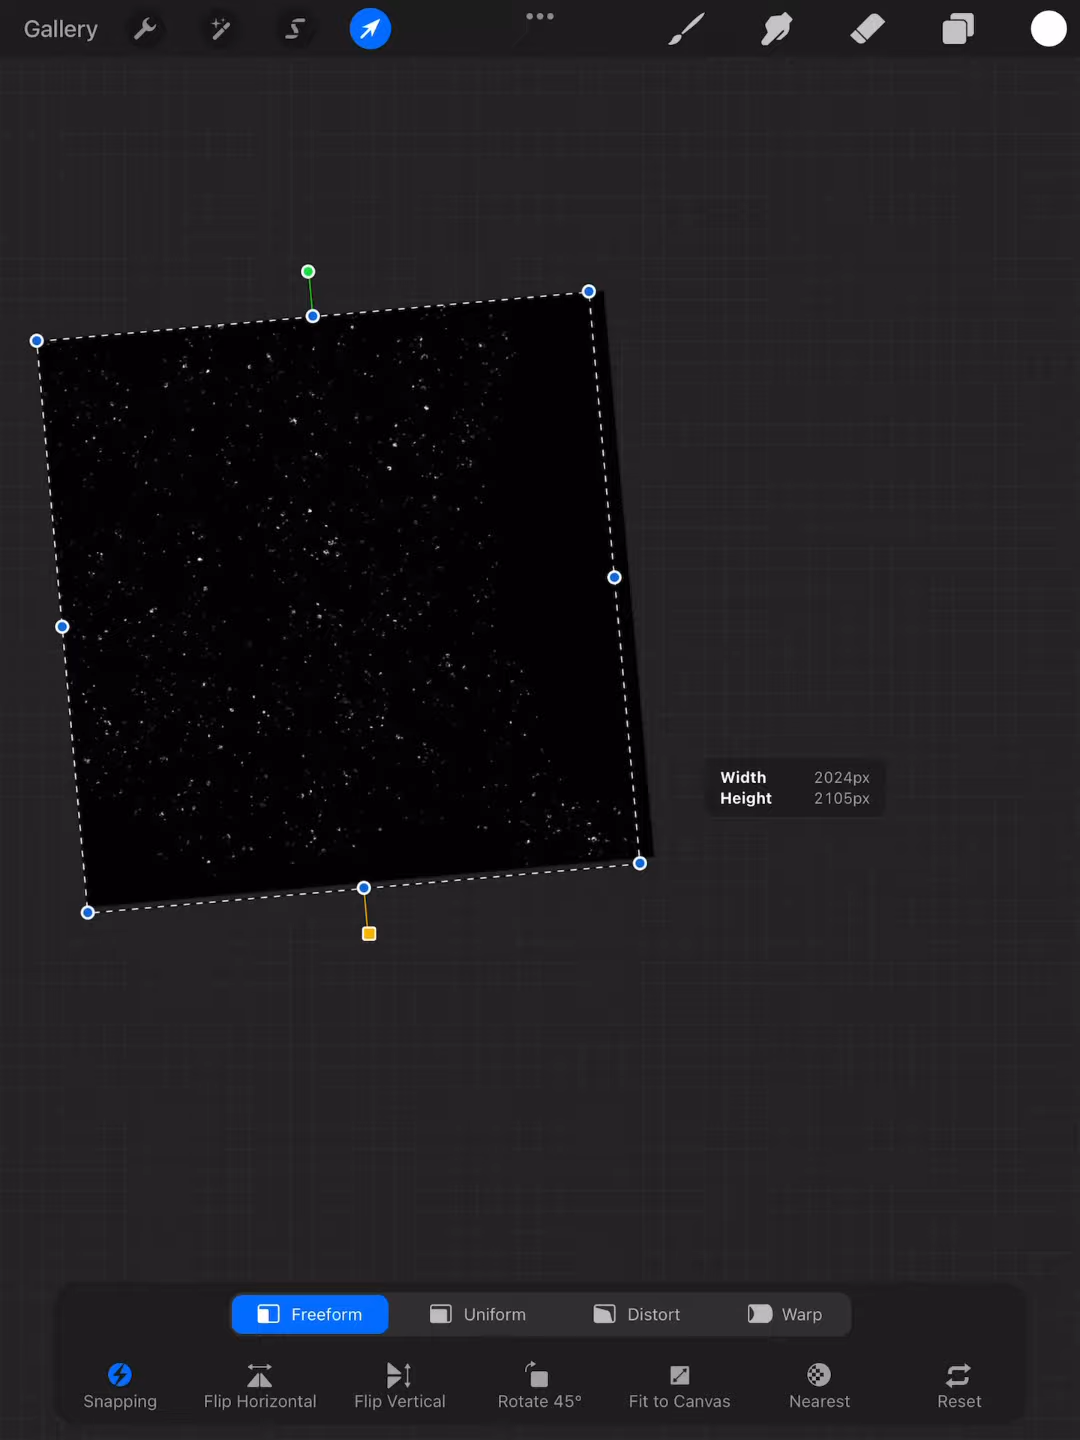 Gallery
Width 2024px
Height 2105px
Freeform Uniform Distort Warp
Snapping Flip Horizontal Flip Vertical Rotate 45° Fit to Canvas Nearest Reset